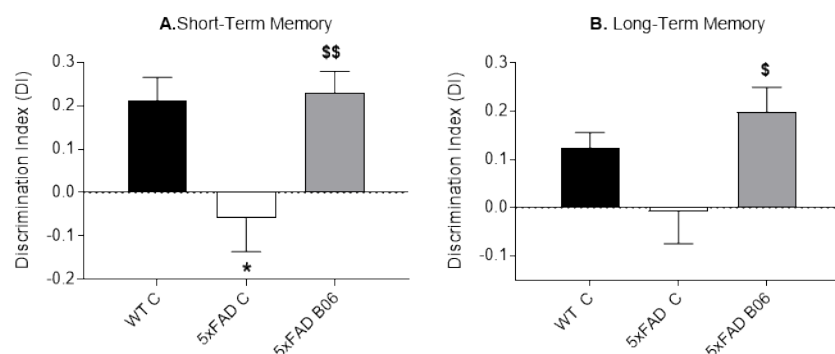 A.Short-Term Memory
Discrimination Index (DI)
0.3
0.2
0.1
0.0
-0.1
-0.2
$$
*
WT C
5xFAD C
5xFAD B06
B. Long-Term Memory
Discrimination Index (DI)
0.3
0.2
0.1
0.0
-0.1
$
WT C
5xFAD C
5xFAD B06